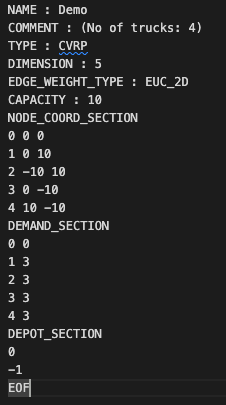 NAME : Demo
COMMENT : (No of trucks: 4)
TYPE : CVRP
DIMENSION : 5
EDGE_WEIGHT_TYPE : EUC_2D
CAPACITY : 10
NODE_COORD_SECTION
0 0 0
1 0 10
2 -10 10
3 0 -10
4 10 -10
DEMAND_SECTION
0 0
1 3
2 3
3 3
4 3
DEPOT_SECTION
0
-1
EOF